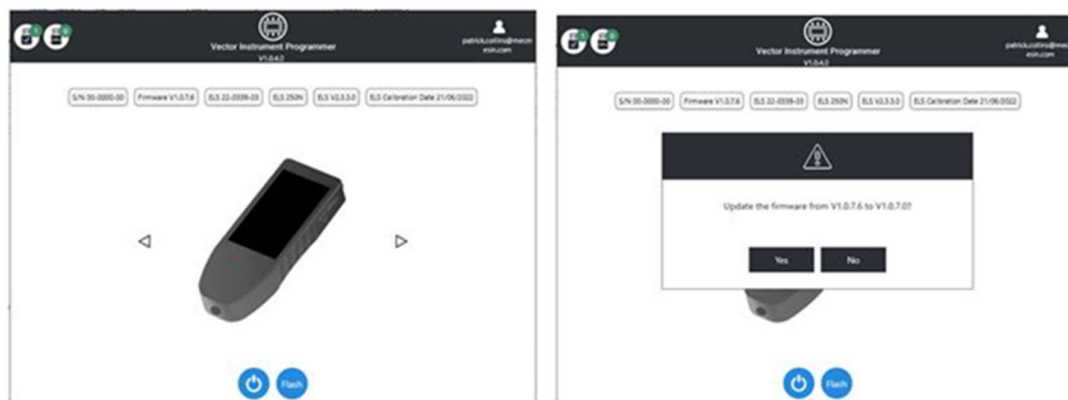 Vector Instrument Programmer
V1.0.4.0
patrick.collins@mecm
esin.com
S/N 00-0000-00 Firmware V1.0.7.6 ELS 22-0339-03 ELS 250N ELS V2.3.3.0 ELS Calibration Date 21/06/2022
Flash
Vector Instrument Programmer
V1.0.4.0
patrick.collins@mecm
esin.com
S/N 00-0000-00 Firmware V1.0.7.6 ELS 22-0339-03 ELS 250N ELS V2.3.3.0 ELS Calibration Date 21/06/2022
Update the firmware from V1.0.7.6 to V1.0.7.0?
Yes No
Flash